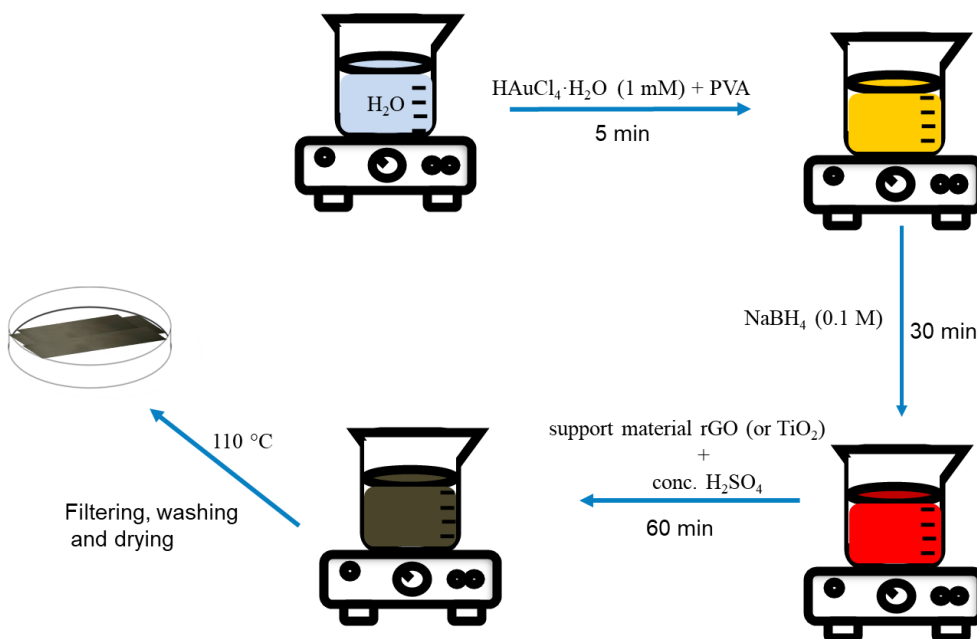 H₂O
HAuCl₄·H₂O (1 mM) + PVA
5 min
NaBH₄ (0.1 M)
30 min
support material rGO (or TiO₂)
+
conc. H₂SO₄
60 min
110 °C
Filtering, washing
and drying